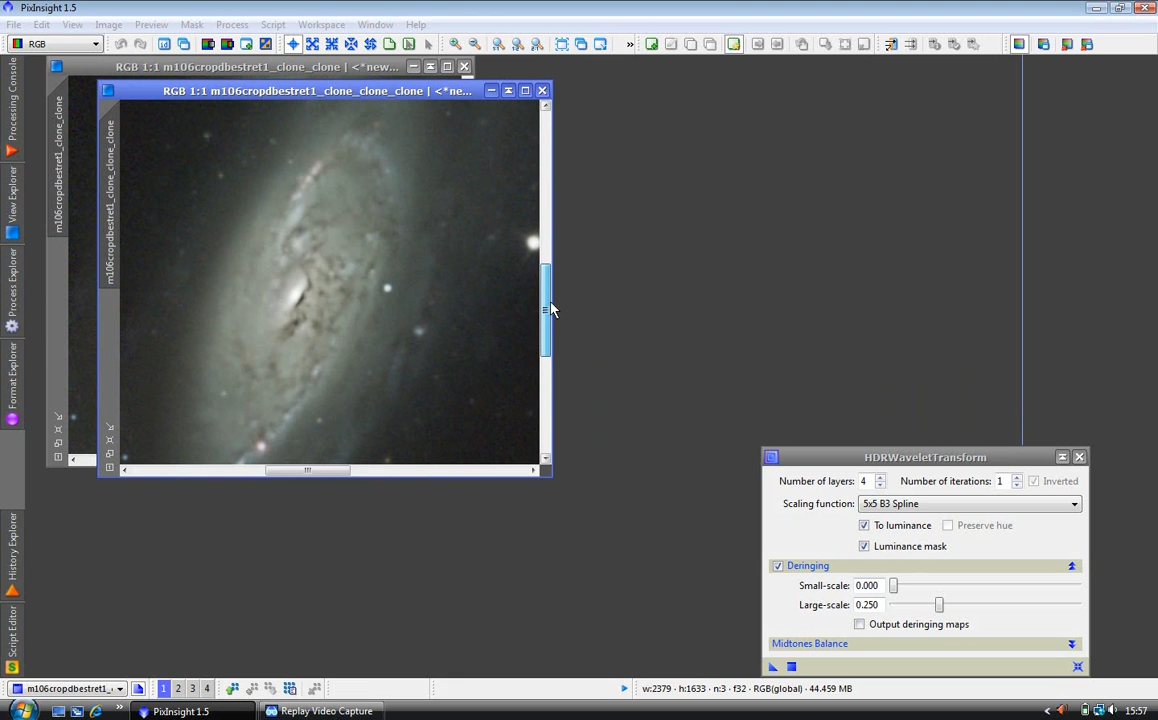 PixInsight 1.5
File Edit View Image Preview Mask Process Script Workspace Window Help
RGB
RGB 1:1 m106cropdbestret1_clone_clone | <*new...
RGB 1:1 m106cropdbestret1_clone_clone_clone | <*ne...
Processing Console
View Explorer
Process Explorer
Format Explorer
History Explorer
Script Editor
m106cropdbestret1_clone_clone
m106cropdbestret1_clone_clone_clone
HDRWaveletTransform
Number of layers: 4 Number of iterations: 1 Inverted
Scaling function: 5x5 B3 Spline
To luminance Preserve hue
Luminance mask
Deringing
Small-scale: 0.000
Large-scale: 0.250
Output deringing maps
Midtones Balance
m106cropdbestret1_ 1 2 3 4 w:2379 · h:1633 · n:3 · f32 · RGB(global) · 44.459 MB
PixInsight 1.5 Replay Video Capture 15:57